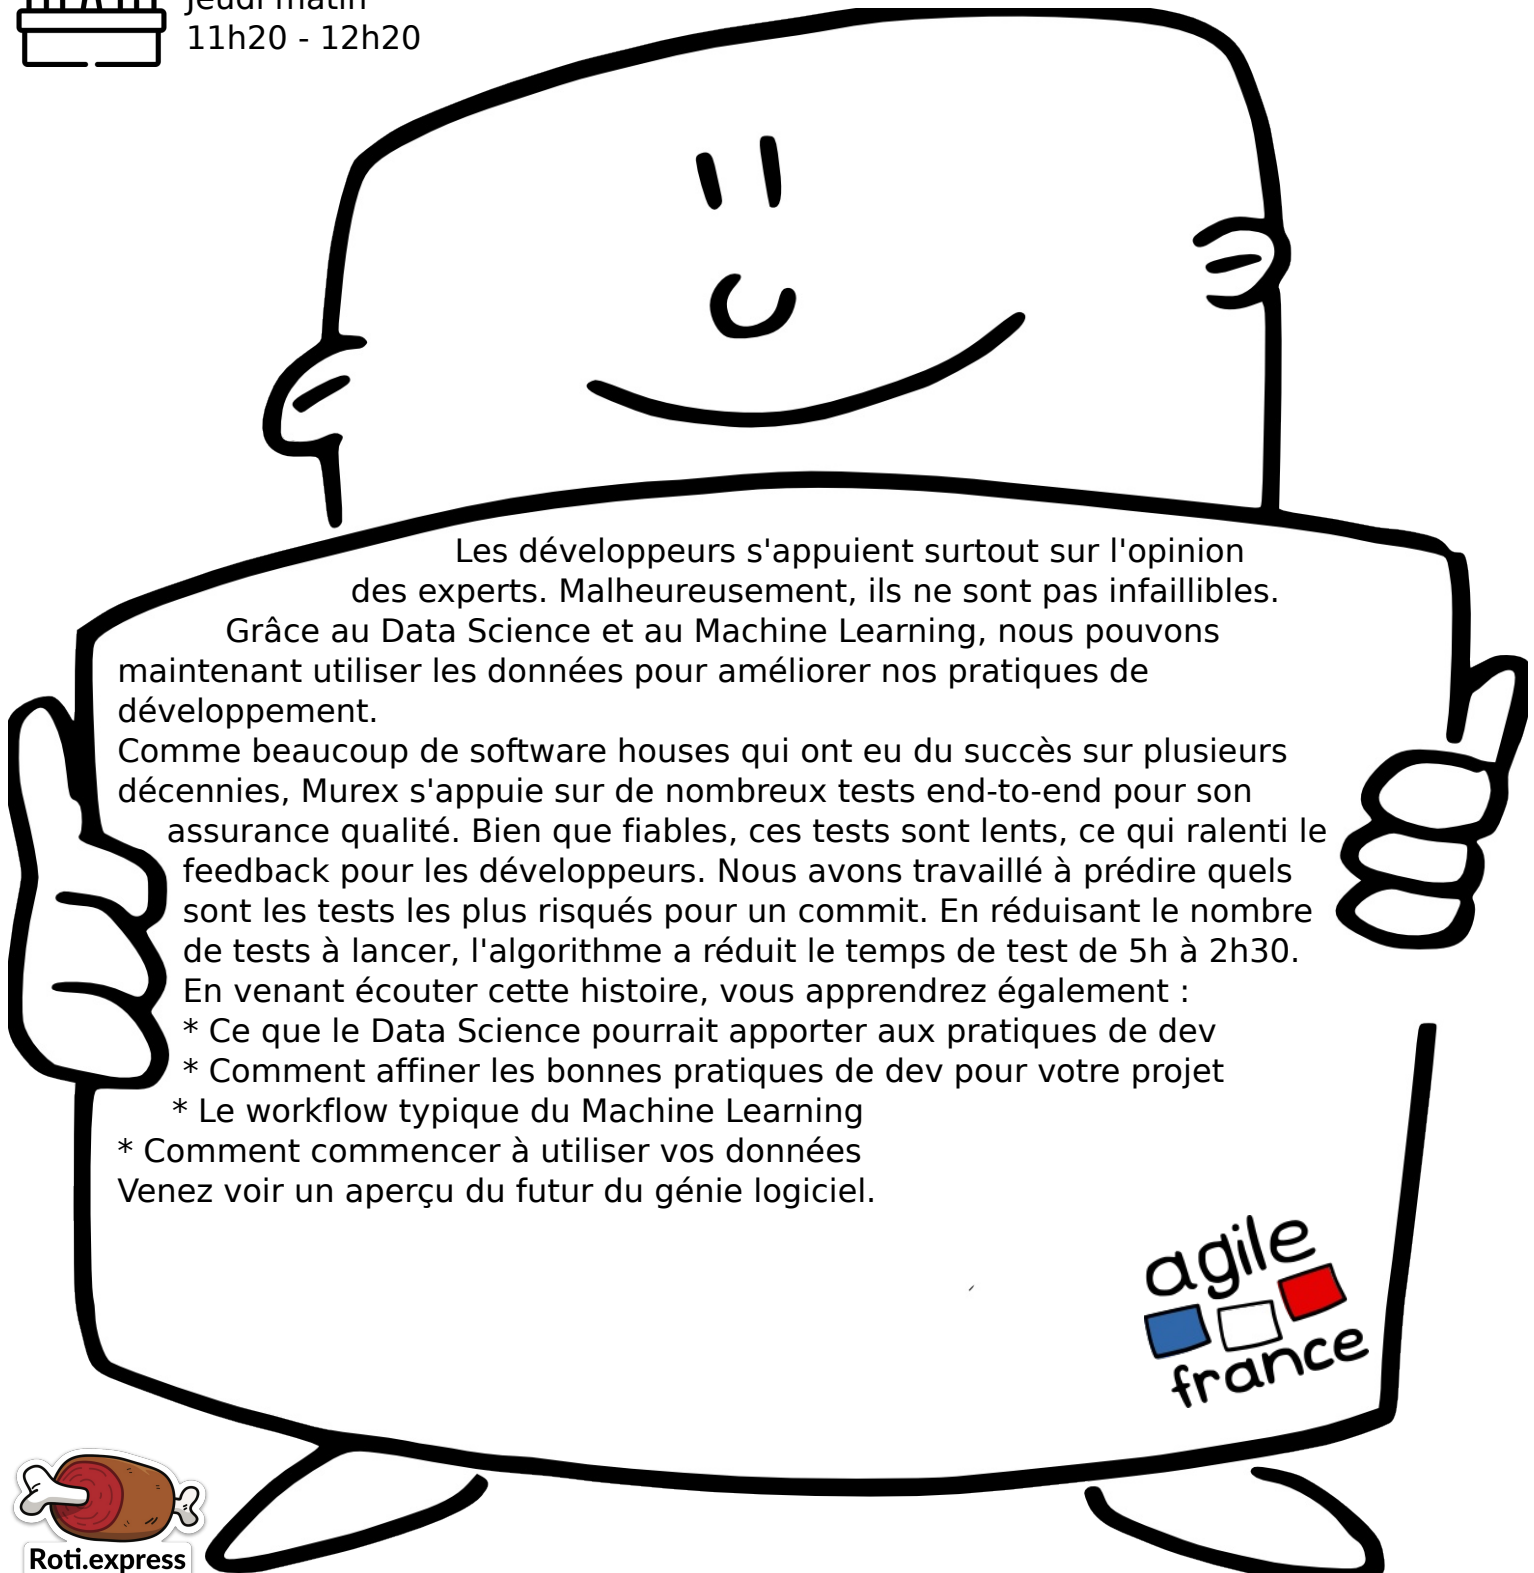 jeudi matin
11h20 - 12h20
Les développeurs s'appuient surtout sur l'opinion
des experts. Malheureusement, ils ne sont pas infaillibles.
Grâce au Data Science et au Machine Learning, nous pouvons
maintenant utiliser les données pour améliorer nos pratiques de
développement.
Comme beaucoup de software houses qui ont eu du succès sur plusieurs
décennies, Murex s'appuie sur de nombreux tests end-to-end pour son
assurance qualité. Bien que fiables, ces tests sont lents, ce qui ralenti le
feedback pour les développeurs. Nous avons travaillé à prédire quels
sont les tests les plus risqués pour un commit. En réduisant le nombre
de tests à lancer, l'algorithme a réduit le temps de test de 5h à 2h30.
En venant écouter cette histoire, vous apprendrez également :
* Ce que le Data Science pourrait apporter aux pratiques de dev
* Comment affiner les bonnes pratiques de dev pour votre projet
* Le workflow typique du Machine Learning
* Comment commencer à utiliser vos données
Venez voir un aperçu du futur du génie logiciel.
agile
france
Roti.express